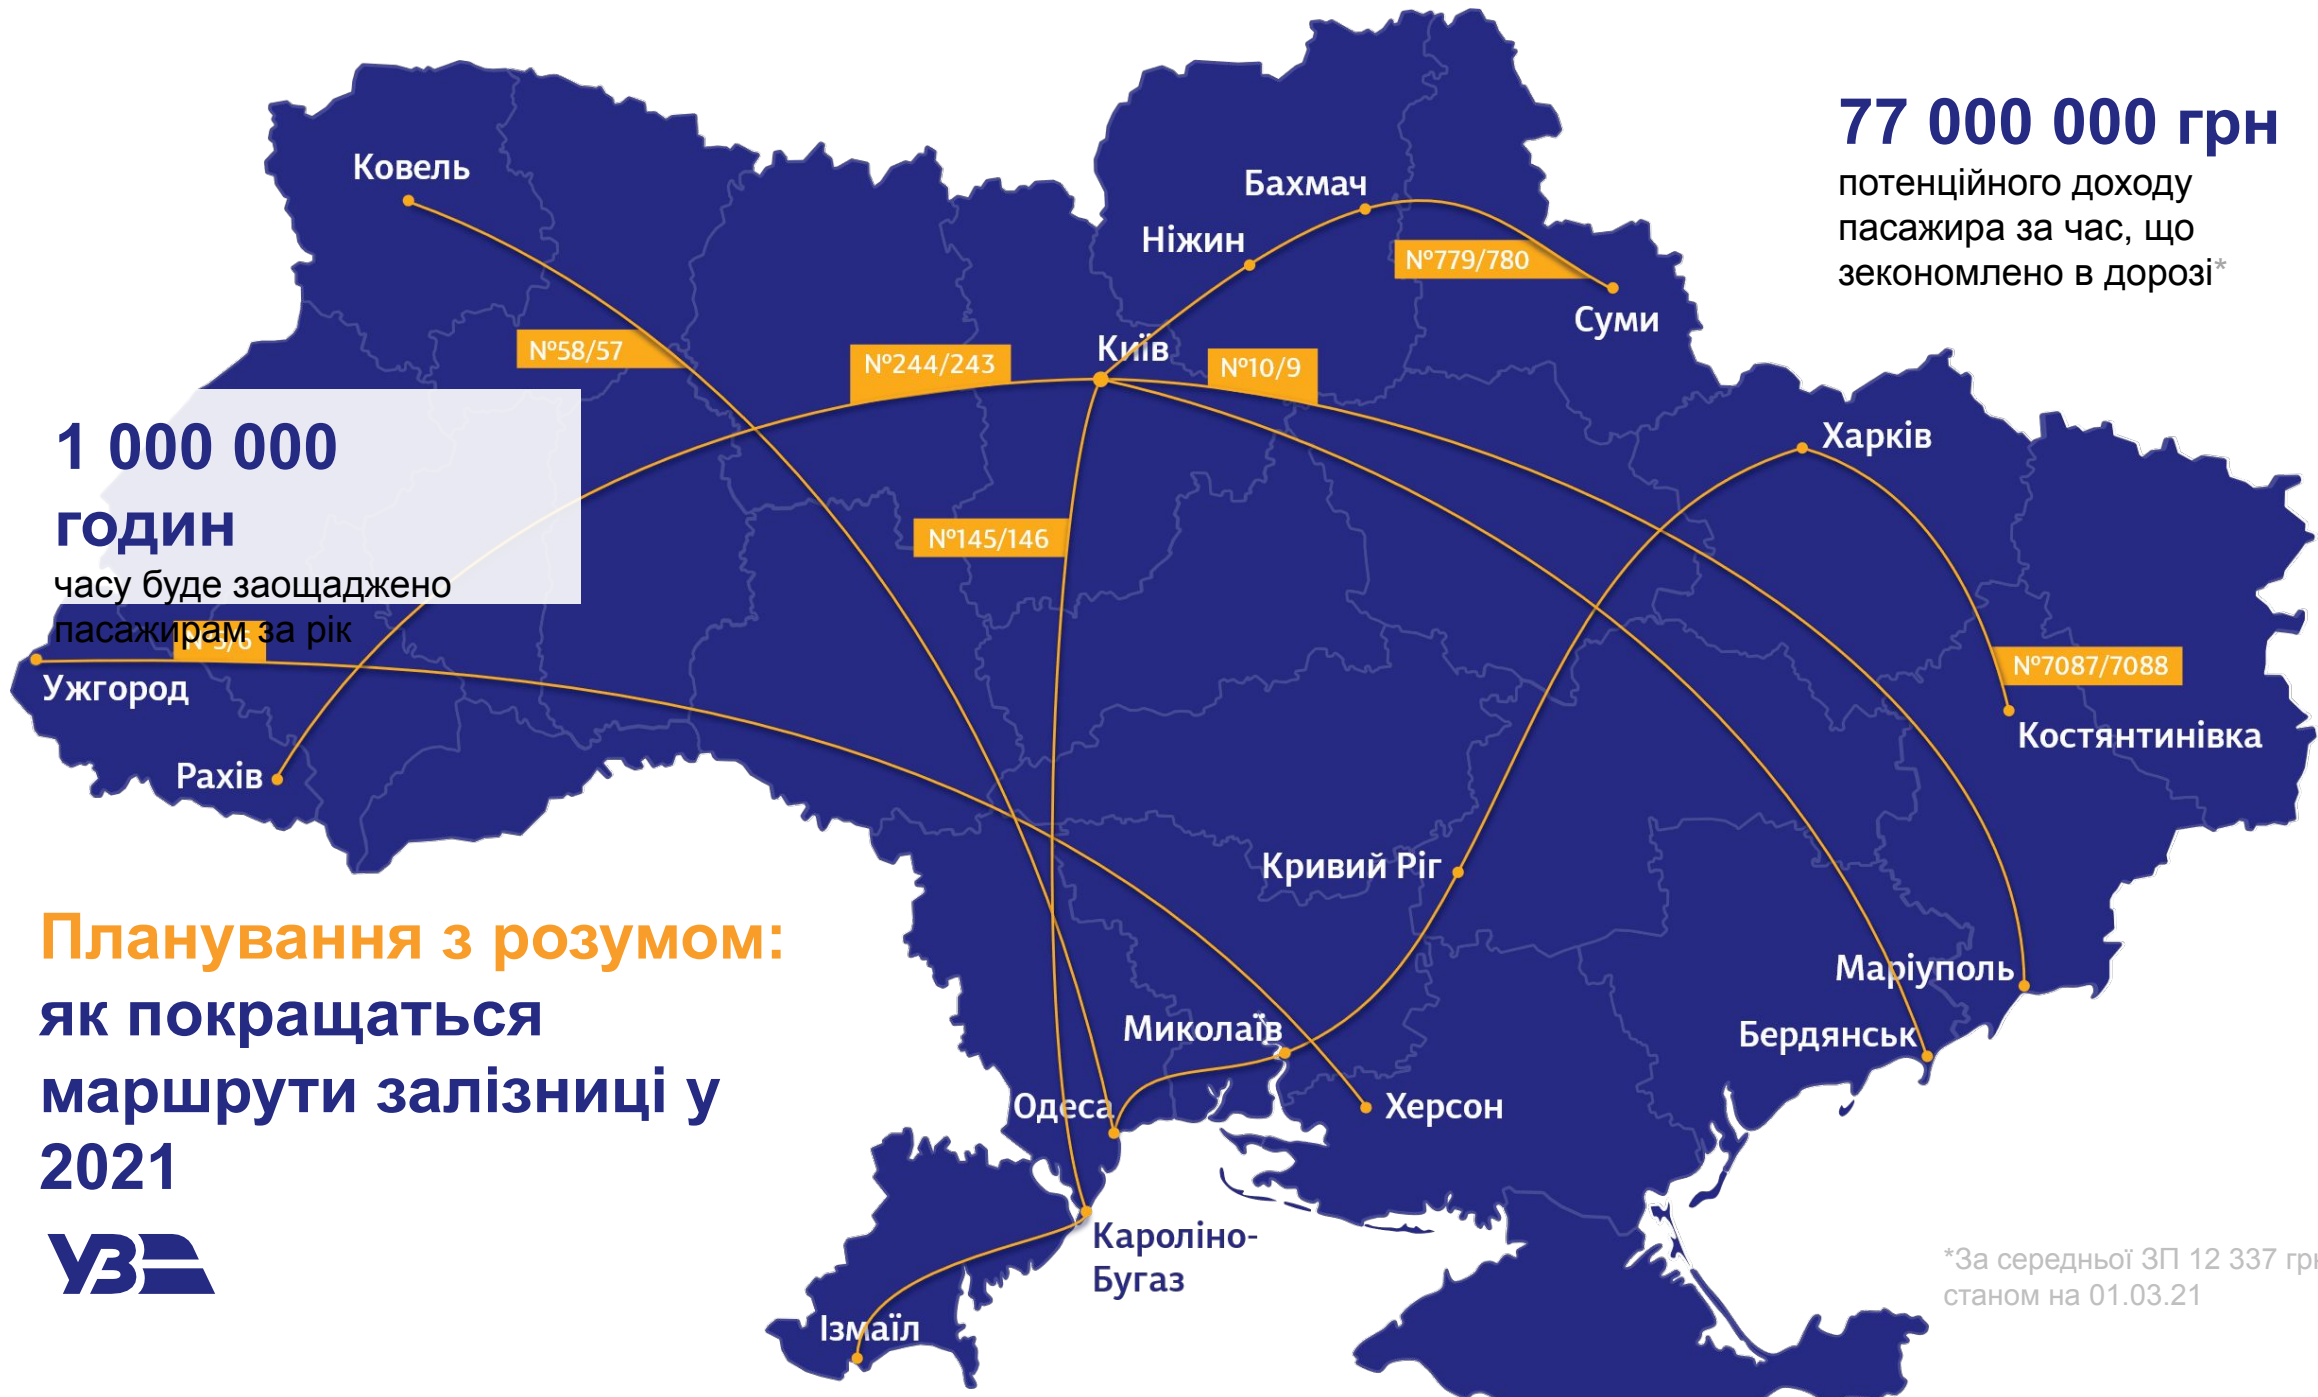 77 000 000 грн
потенційного доходу
пасажира за час, що
зекономлено в дорозі*
Ковель
Бахмач
Ніжин
№779/780
Суми
№58/57
№244/243
Київ
№10/9
Харків
1 000 000
годин
часу буде заощаджено
пасажирам за рік
№145/146
№5/6
Ужгород
№7087/7088
Костянтинівка
Рахів
Кривий Ріг
Планування з розумом:
як покращаться
маршрути залізниці у
2021
Маріуполь
Миколаїв
Бердянськ
Одеса
Херсон
Кароліно-
Бугаз
УЗ
*За середньої ЗП 12 337 грн
станом на 01.03.21
Ізмаїл